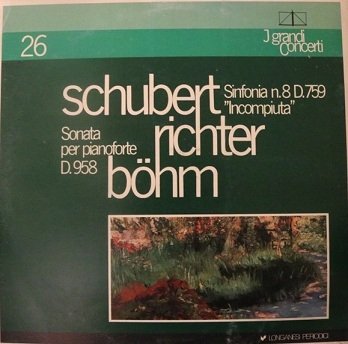 26
I grandi
Concerti
schubert
Sinfonia n.8 D.759
"Incompiuta"
Sonata
per pianoforte
D.958
richter
böhm
LONGANESI PERIODICI